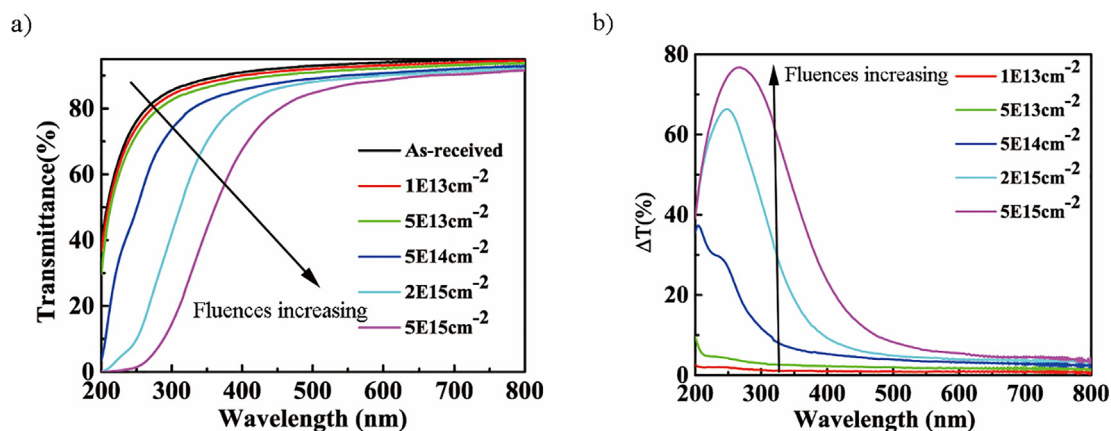 a)
Transmittance(%)
80
60
40
20
0
200 300 400 500 600 700 800
Wavelength (nm)
As-received
1E13cm⁻²
5E13cm⁻²
5E14cm⁻²
2E15cm⁻²
5E15cm⁻²
Fluences increasing
b)
ΔT(%)
80
60
40
20
0
200 300 400 500 600 700 800
Wavelength (nm)
Fluences increasing
1E13cm⁻²
5E13cm⁻²
5E14cm⁻²
2E15cm⁻²
5E15cm⁻²